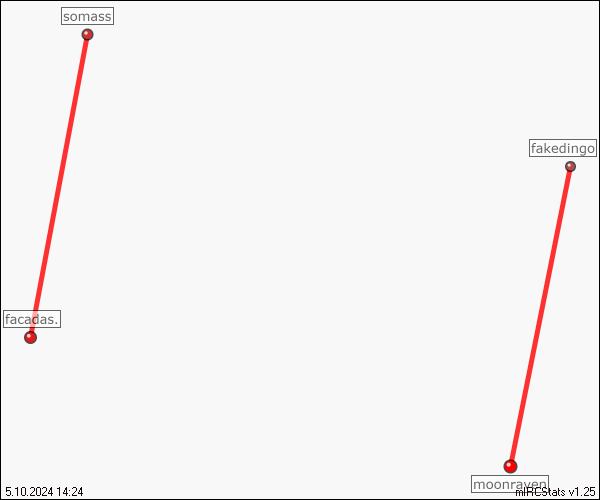 somass
fakedingo
facadas.
moonraven
5.10.2024 14:24
mIRCStats v1.25